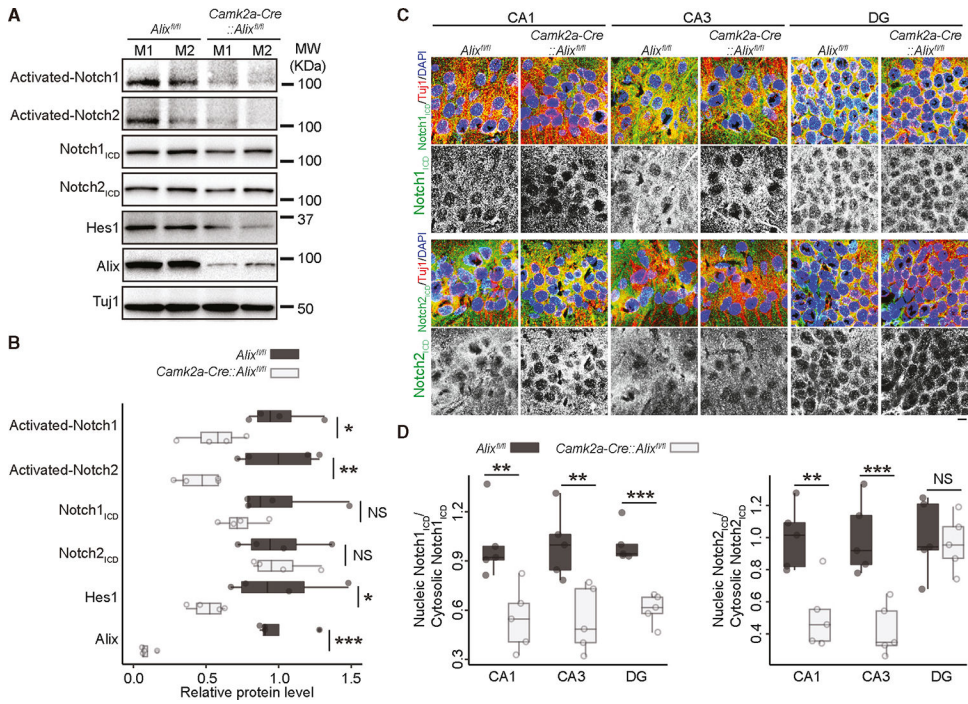 A
Alix fl/fl
Camk2a-Cre
::Alix fl/fl
M1 M2 M1 M2
MW
(KDa)
Activated-Notch1
100
Activated-Notch2
100
Notch1ICD
100
Notch2ICD
100
Hes1
37
Alix
100
Tuj1
50
B
Alix fl/fl
Camk2a-Cre::Alix fl/fl
Activated-Notch1
*
Activated-Notch2
**
Notch1ICD
NS
Notch2ICD
NS
Hes1
*
Alix
***
0.0 0.5 1.0 1.5
Relative protein level
C
CA1 CA3 DG
Camk2a-Cre Camk2a-Cre Camk2a-Cre
Alix fl/fl ::Alix fl/fl Alix fl/fl ::Alix fl/fl Alix fl/fl ::Alix fl/fl
Notch1ICD/Tuj1/DAPI
Notch1ICD
Notch2ICD/Tuj1/DAPI
Notch2ICD
D
Alix fl/fl Camk2a-Cre::Alix fl/fl
Nucleic Notch1ICD/
Cytosolic Notch1ICD
1.2
0.9
0.6
0.3
** ** ***
CA1 CA3 DG
Nucleic Notch2ICD/
Cytosolic Notch2ICD
1.2
1.0
0.8
0.6
0.4
** *** NS
CA1 CA3 DG